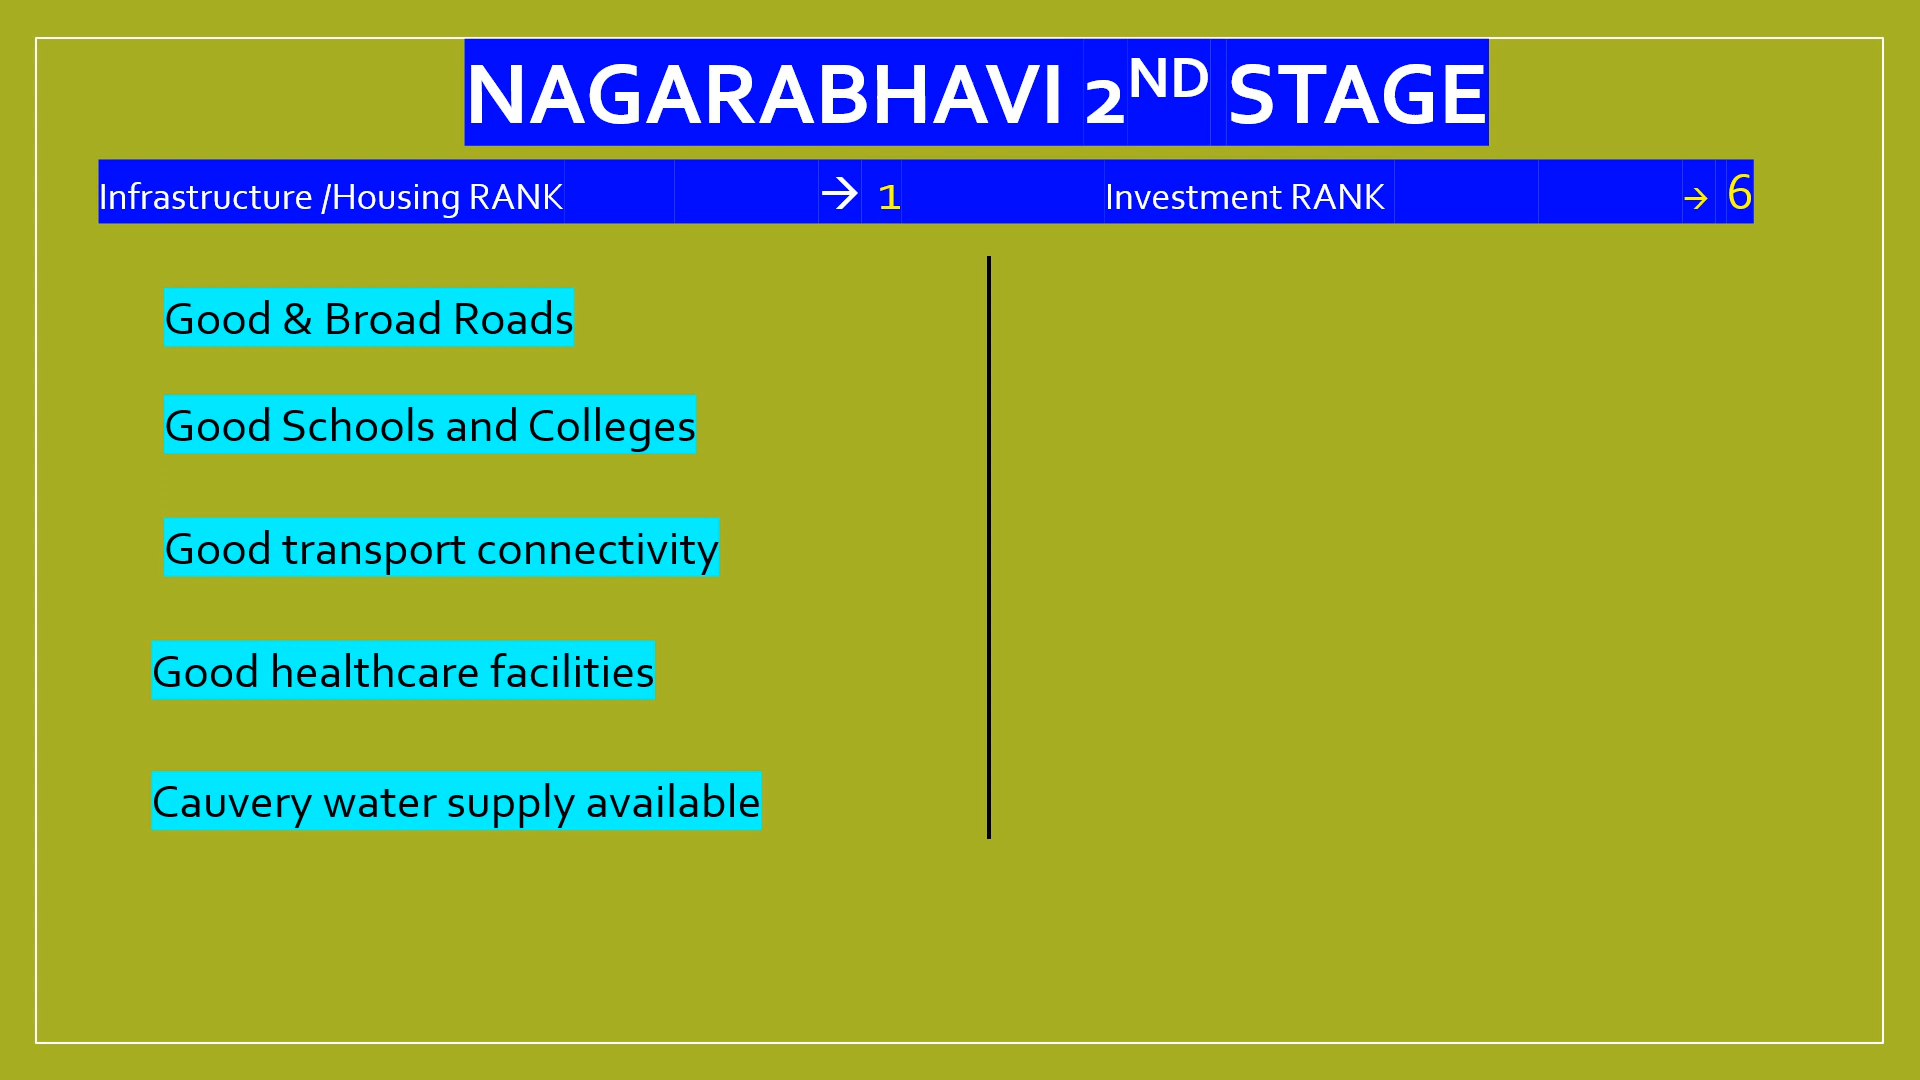 NAGARABHAVI 2ND STAGE
Infrastructure /Housing RANK → 1 Investment RANK → 6
Good & Broad Roads
Good Schools and Colleges
Good transport connectivity
Good healthcare facilities
Cauvery water supply available